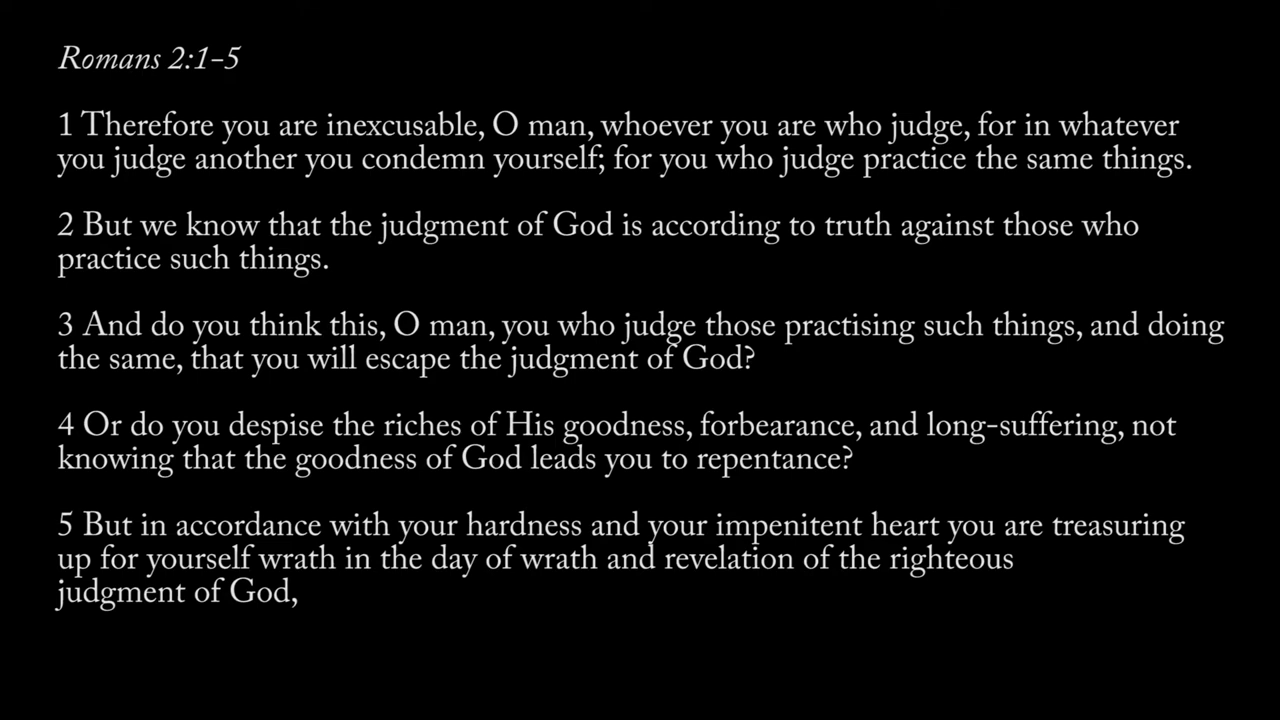 Romans 2:1-5
1 Therefore you are inexcusable, O man, whoever you are who judge, for in whatever
you judge another you condemn yourself; for you who judge practice the same things.
2 But we know that the judgment of God is according to truth against those who
practice such things.
3 And do you think this, O man, you who judge those practising such things, and doing
the same, that you will escape the judgment of God?
4 Or do you despise the riches of His goodness, forbearance, and long-suffering, not
knowing that the goodness of God leads you to repentance?
5 But in accordance with your hardness and your impenitent heart you are treasuring
up for yourself wrath in the day of wrath and revelation of the righteous
judgment of God,